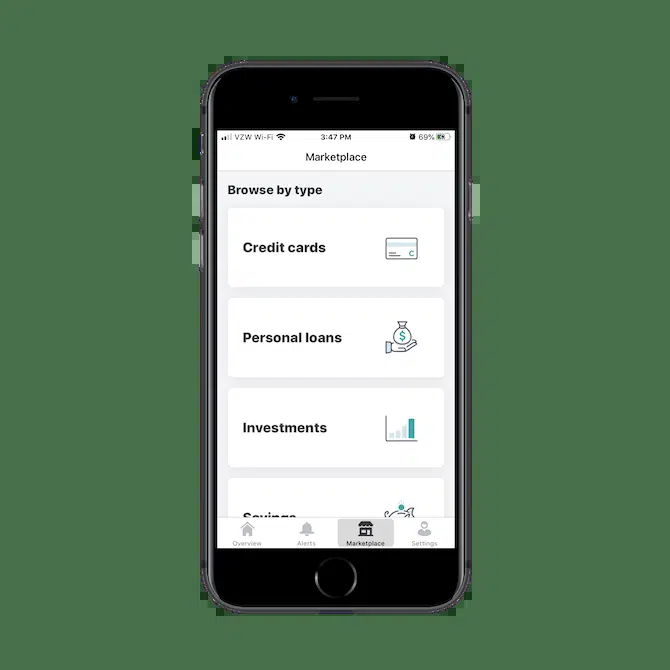 VZW Wi-Fi 3:47 PM 69%
Marketplace
Browse by type
Credit cards
C
Personal loans
$
Investments
Savings
Overview Alerts Marketplace Settings